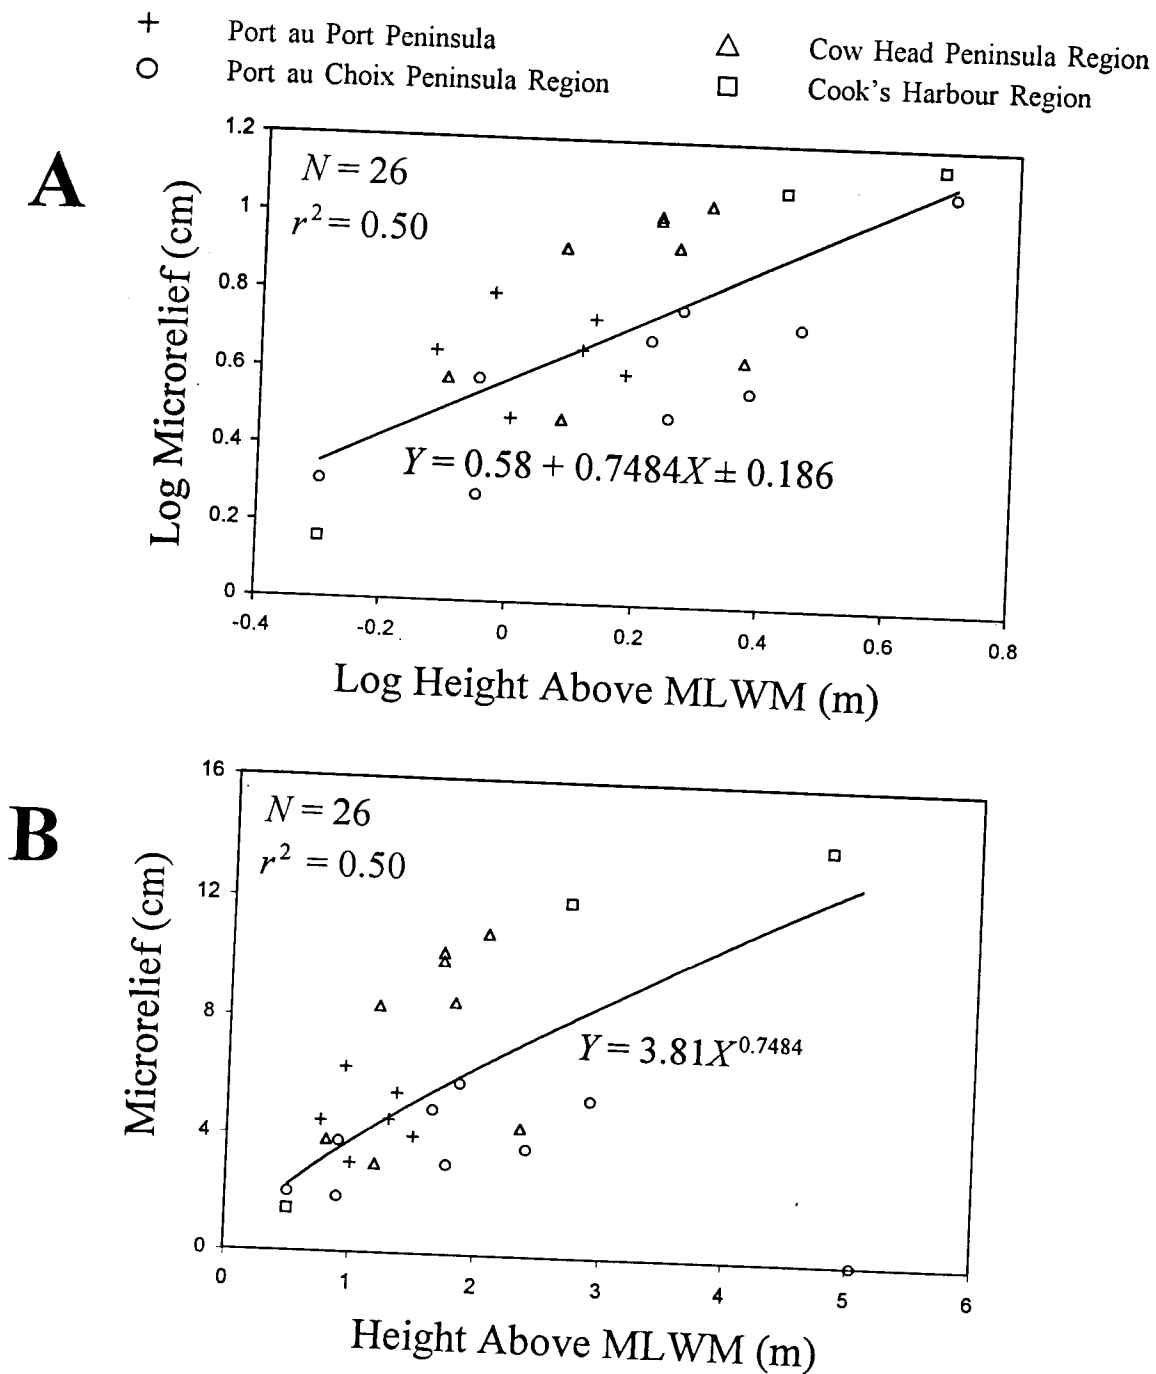 + Port au Port Peninsula △ Cow Head Peninsula Region
○ Port au Choix Peninsula Region □ Cook's Harbour Region
A
1.2
N = 26
r² = 0.50
1
0.8
0.6
0.4
0.2
0
Log Microrelief (cm)
Y = 0.58 + 0.7484X ± 0.186
-0.4 -0.2 0 0.2 0.4 0.6 0.8
Log Height Above MLWM (m)
B
16
N = 26
r² = 0.50
12
8
4
0
Microrelief (cm)
Y = 3.81X^0.7484
0 1 2 3 4 5 6
Height Above MLWM (m)